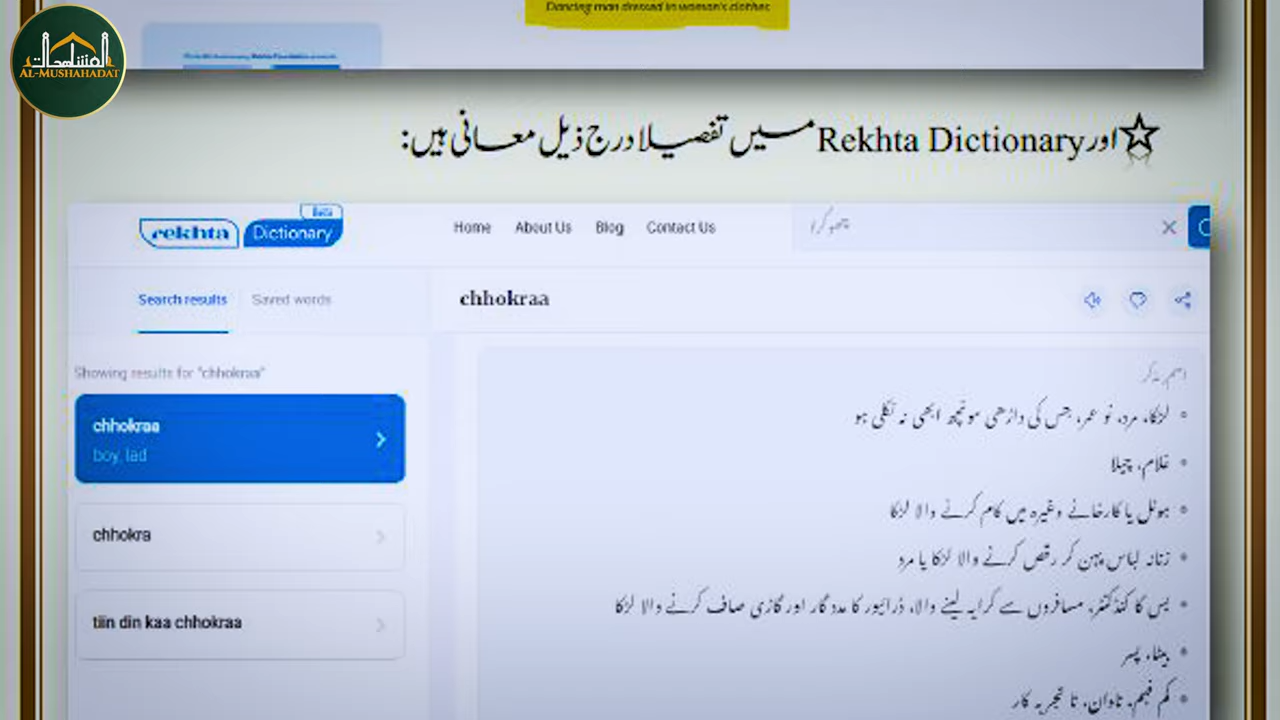 Dancing man dressed in woman's clothes
المشاهدات
AL-MUSHAHADAT
اور Rekhta Dictionary میں تفصیلا درج ذیل معانی ہیں:
rekhta Dictionary Beta
Home About Us Blog Contact Us
چھوکرا
Search results Saved words
chhokraa
Showing results for "chhokraa"
chhokraa
boy, lad
chhokra
tiin din kaa chhokraa
اسم، مذکر
لڑکا، مرد، نو عمر، جس کی داڑھی مونچھ ابھی نہ نکلی ہو
غلام، چیلا
ہوٹل یا کارخانے وغیرہ میں کام کرنے والا لڑکا
زنانہ لباس پہن کر رقص کرنے والا لڑکا یا مرد
بس کا کنڈکٹر، مسافروں سے کرایہ لینے والا، ڈرائیور کا مددگار اور گاڑی صاف کرنے والا لڑکا
بیٹا، پسر
کم فہم، نادان، نا تجربہ کار